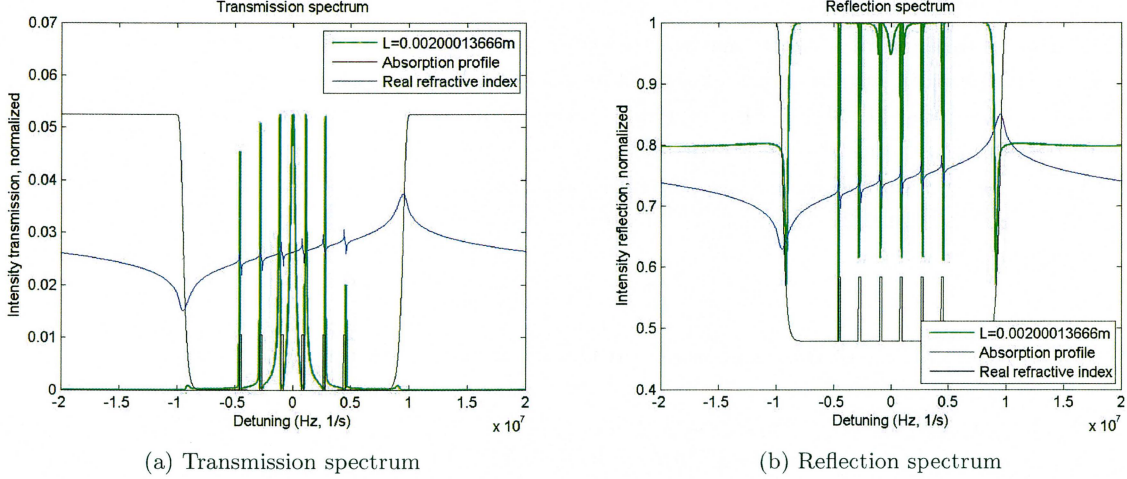 Transmission spectrum
0.07
0.06
0.05
0.04
0.03
0.02
0.01
0
Intensity transmission, normalized
L=0.00200013666m
Absorption profile
Real refractive index
-2 -1.5 -1 -0.5 0 0.5 1 1.5 2
Detuning (Hz, 1/s)
x 10^7
(a) Transmission spectrum
Reflection spectrum
1
0.9
0.8
0.7
0.6
0.5
0.4
Intensity reflection, normalized
L=0.00200013666m
Absorption profile
Real refractive index
-2 -1.5 -1 -0.5 0 0.5 1 1.5 2
Detuning (Hz, 1/s)
x 10^7
(b) Reflection spectrum